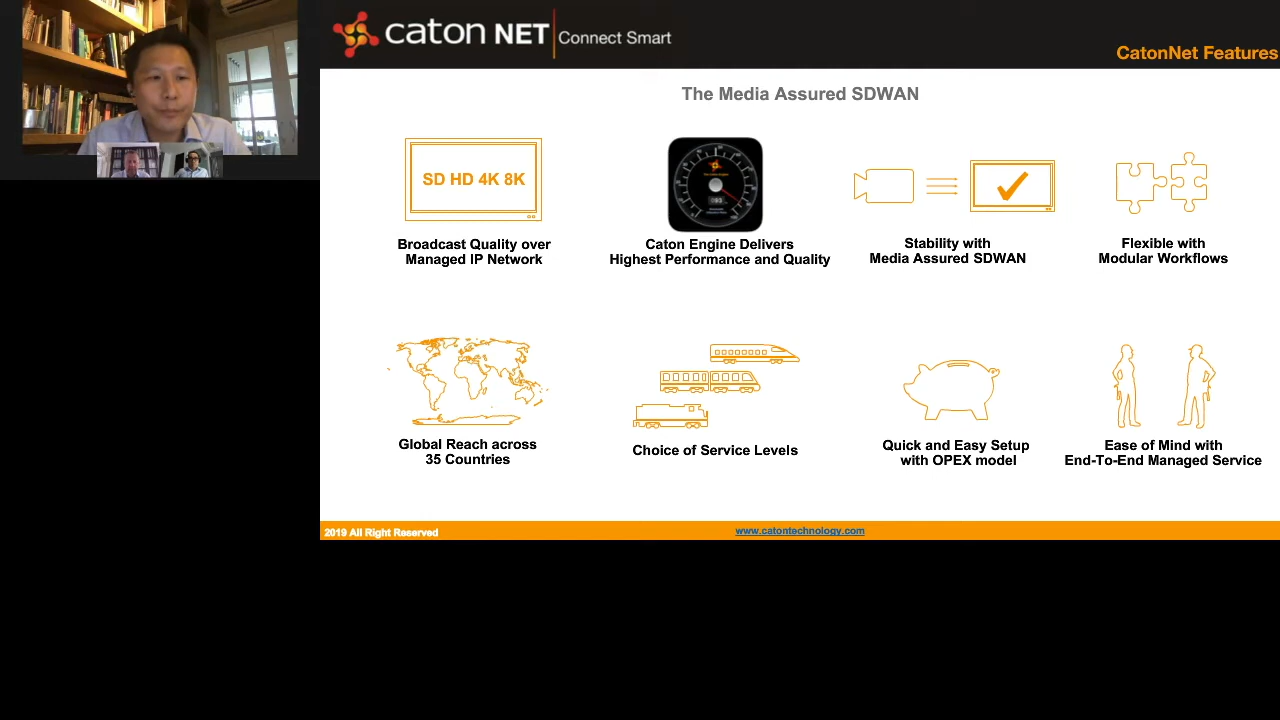 caton NET | Connect Smart
CatonNet Features
The Media Assured SDWAN
SD HD 4K 8K
Broadcast Quality over
Managed IP Network
Caton Engine Delivers
Highest Performance and Quality
Stability with
Media Assured SDWAN
Flexible with
Modular Workflows
Global Reach across
35 Countries
Choice of Service Levels
Quick and Easy Setup
with OPEX model
Ease of Mind with
End-To-End Managed Service
2019 All Right Reserved
www.catontechnology.com